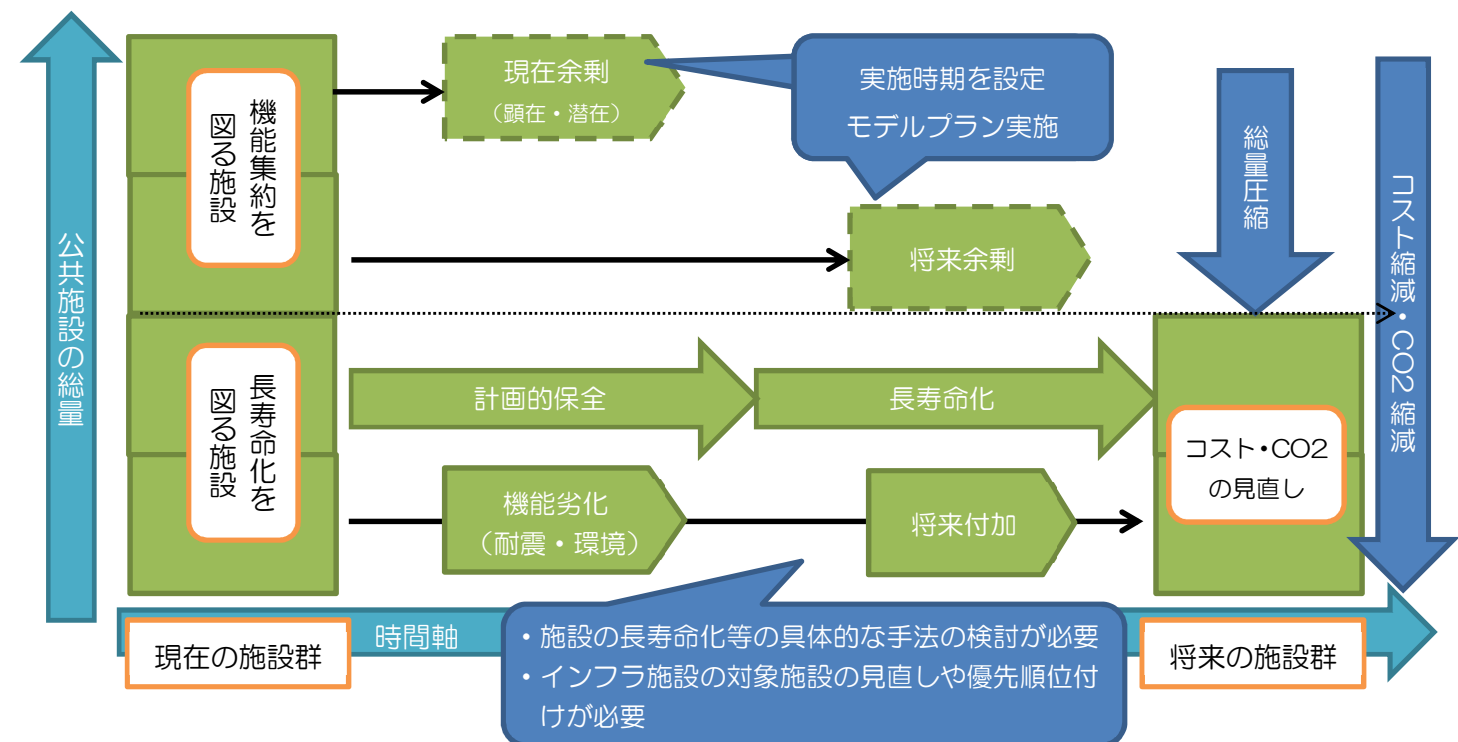 公共施設の総量
機能集約を
図る施設
現在余剰
（顕在・潜在）
実施時期を設定
モデルプラン実施
将来余剰
総量圧縮
コスト縮減・CO2 縮減
長寿命化を
図る施設
計画的保全
長寿命化
機能劣化
（耐震・環境）
将来付加
コスト・CO2
の見直し
現在の施設群
時間軸
・施設の長寿命化等の具体的な手法の検討が必要
・インフラ施設の対象施設の見直しや優先順位付
けが必要
将来の施設群